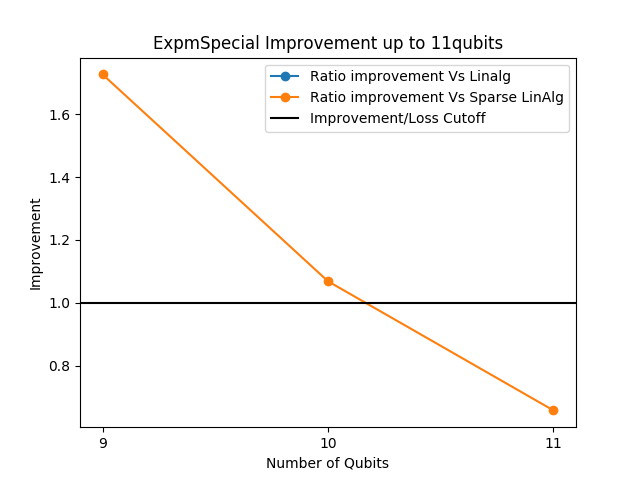 ExpmSpecial Improvement up to 11qubits
Ratio improvement Vs Linalg
Ratio improvement Vs Sparse LinAlg
Improvement/Loss Cutoff
Improvement
1.6
1.4
1.2
1.0
0.8
9
10
11
Number of Qubits